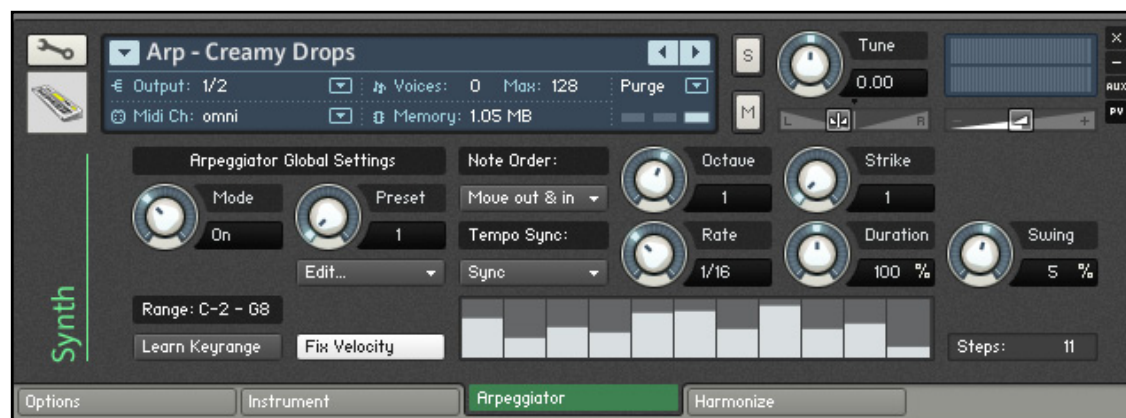 Arp - Creamy Drops
S
Tune
0.00
×
−
AUX
PV
Output: 1/2
Voices: 0 Max: 128
Purge
Midi Ch: omni
Memory: 1.05 MB
M
L R
− +
Synth
Arpeggiator Global Settings
Note Order:
Octave
1
Strike
1
Mode
On
Preset
1
Move out & in
Tempo Sync:
Rate
1/16
Duration
100 %
Swing
5 %
Edit...
Sync
Range: C-2 - G8
Learn Keyrange
Fix Velocity
Steps: 11
Options
Instrument
Arpeggiator
Harmonize